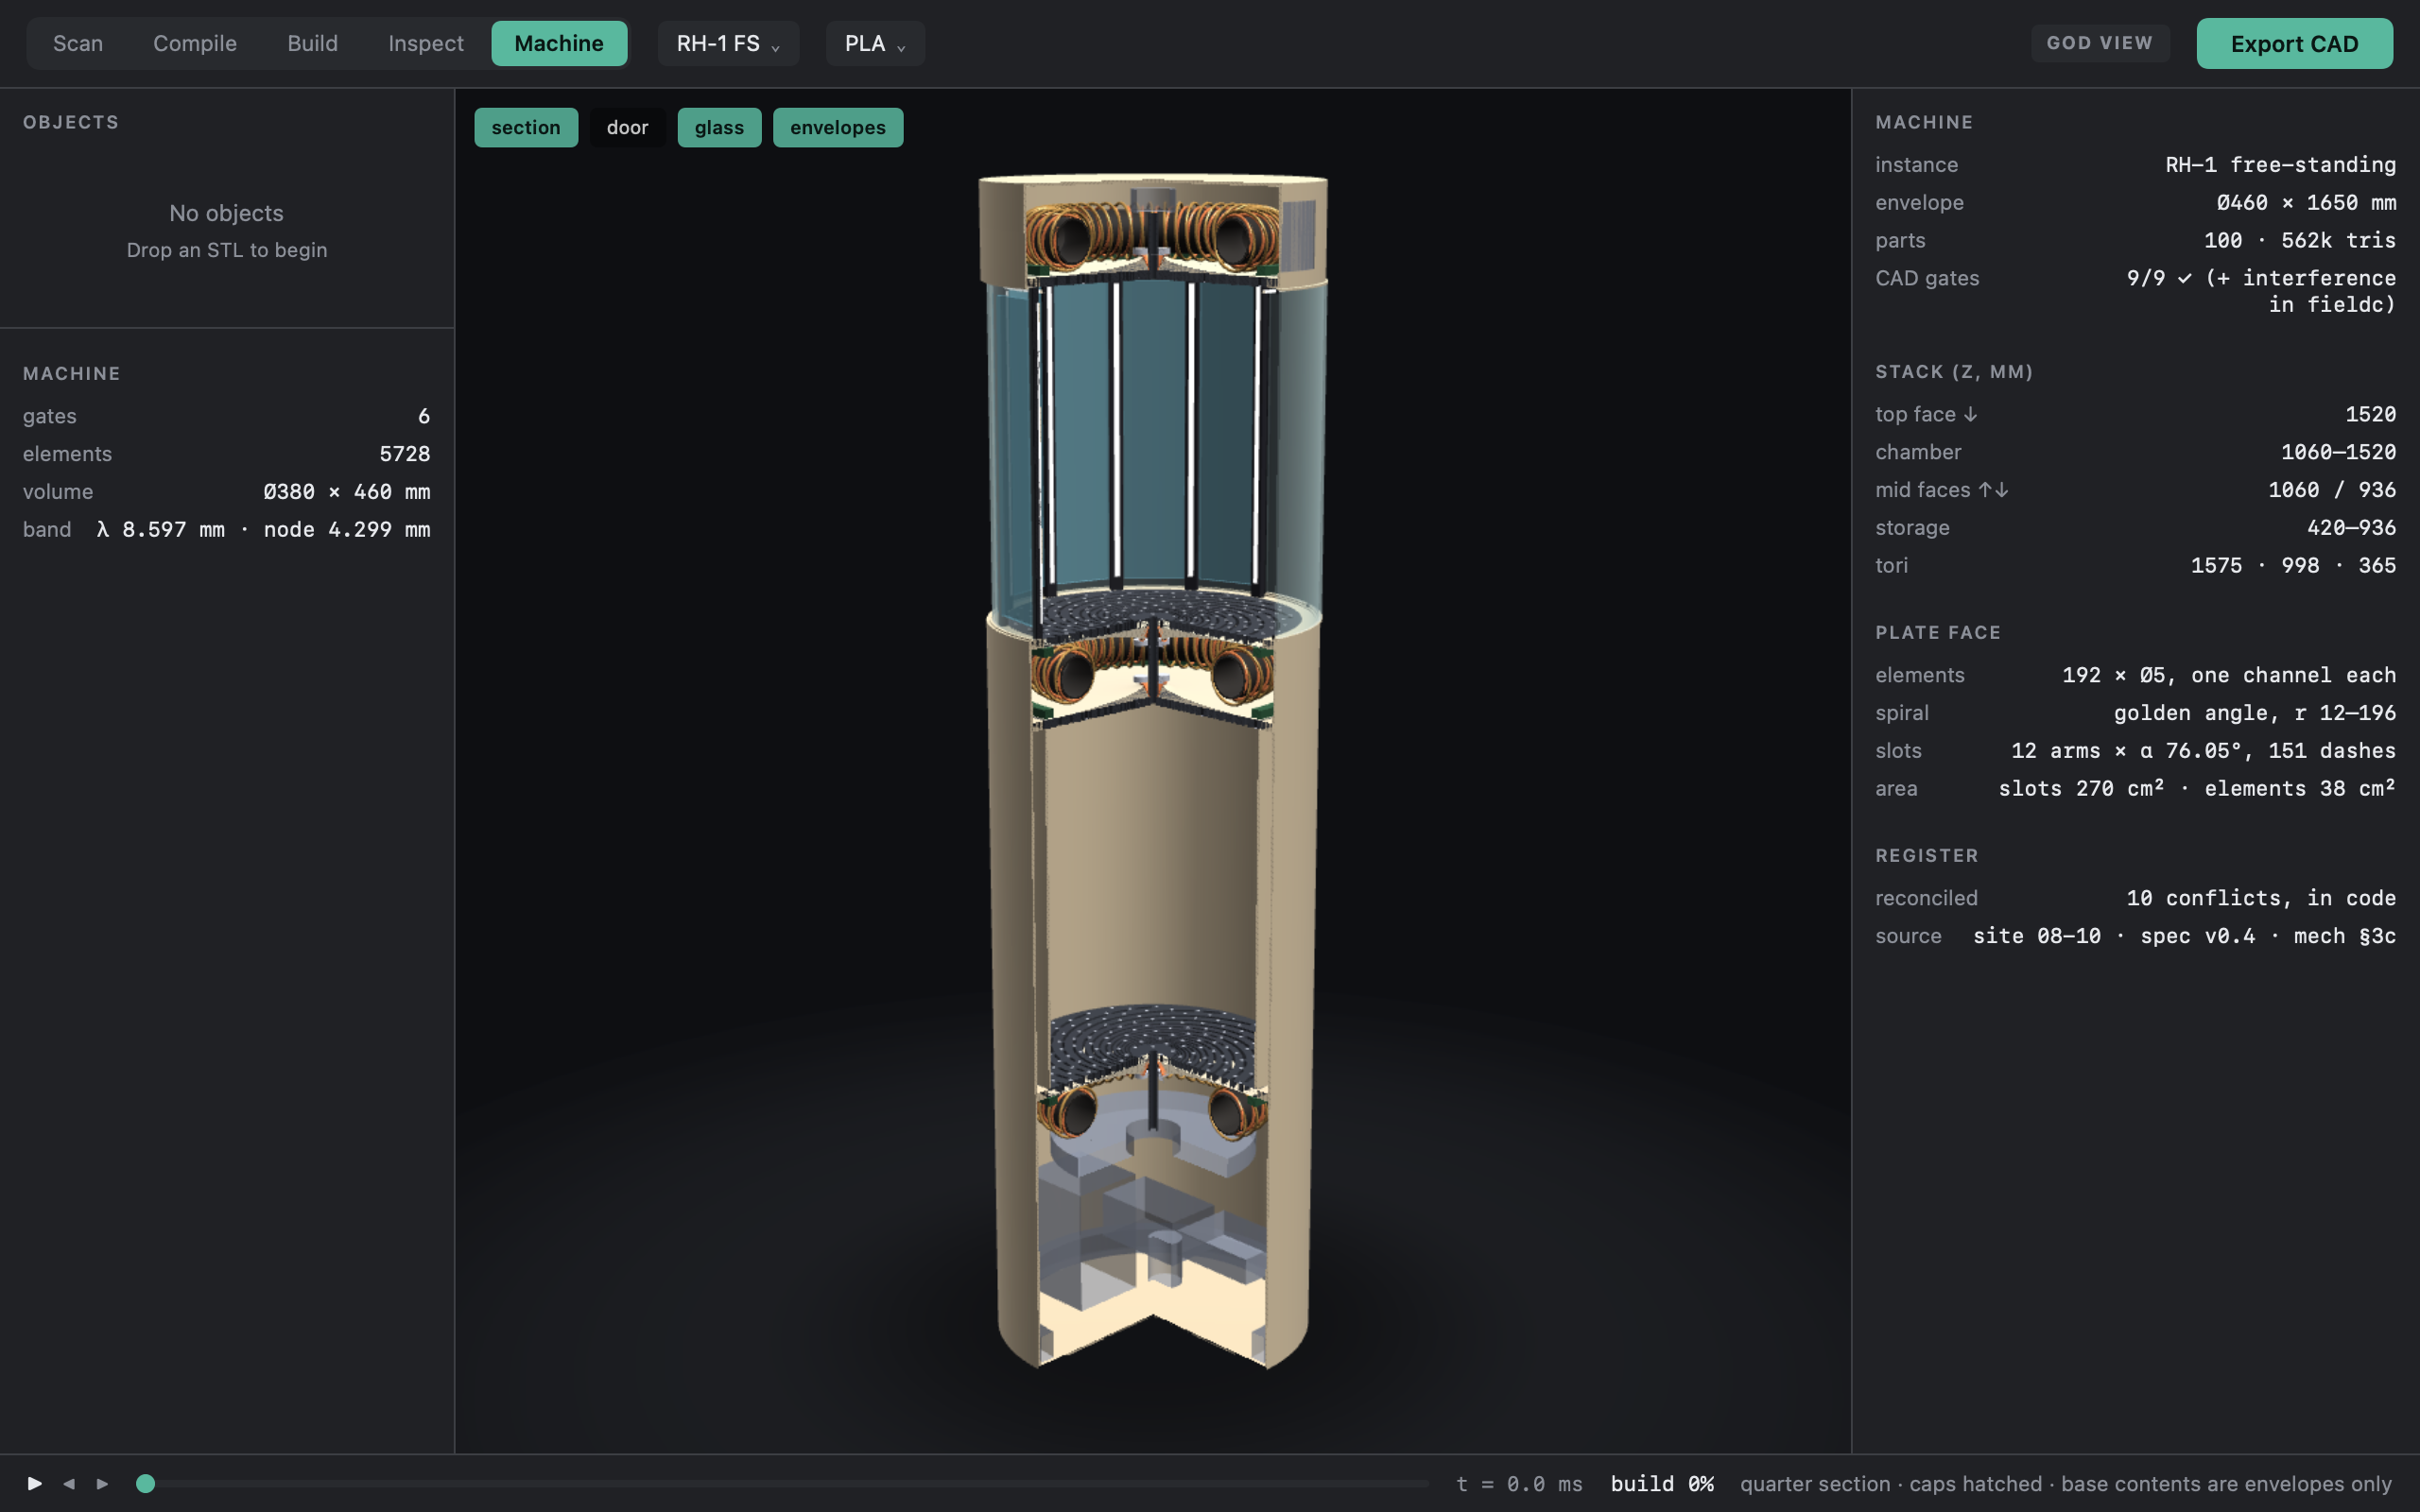 Scan Compile Build Inspect Machine RH-1 FS PLA GOD VIEW Export CAD
OBJECTS
No objects
Drop an STL to begin
MACHINE
gates 6
elements 5728
volume Ø380 × 460 mm
band λ 8.597 mm · node 4.299 mm
section door glass envelopes
MACHINE
instance RH-1 free-standing
envelope Ø460 × 1650 mm
parts 100 · 562k tris
CAD gates 9/9 ✓ (+ interference
in fieldc)
STACK (Z, MM)
top face ↓ 1520
chamber 1060–1520
mid faces ↑↓ 1060 / 936
storage 420–936
tori 1575 · 998 · 365
PLATE FACE
elements 192 × Ø5, one channel each
spiral golden angle, r 12–196
slots 12 arms × α 76.05°, 151 dashes
area slots 270 cm² · elements 38 cm²
REGISTER
reconciled 10 conflicts, in code
source site 08–10 · spec v0.4 · mech §3c
t = 0.0 ms build 0% quarter section · caps hatched · base contents are envelopes only